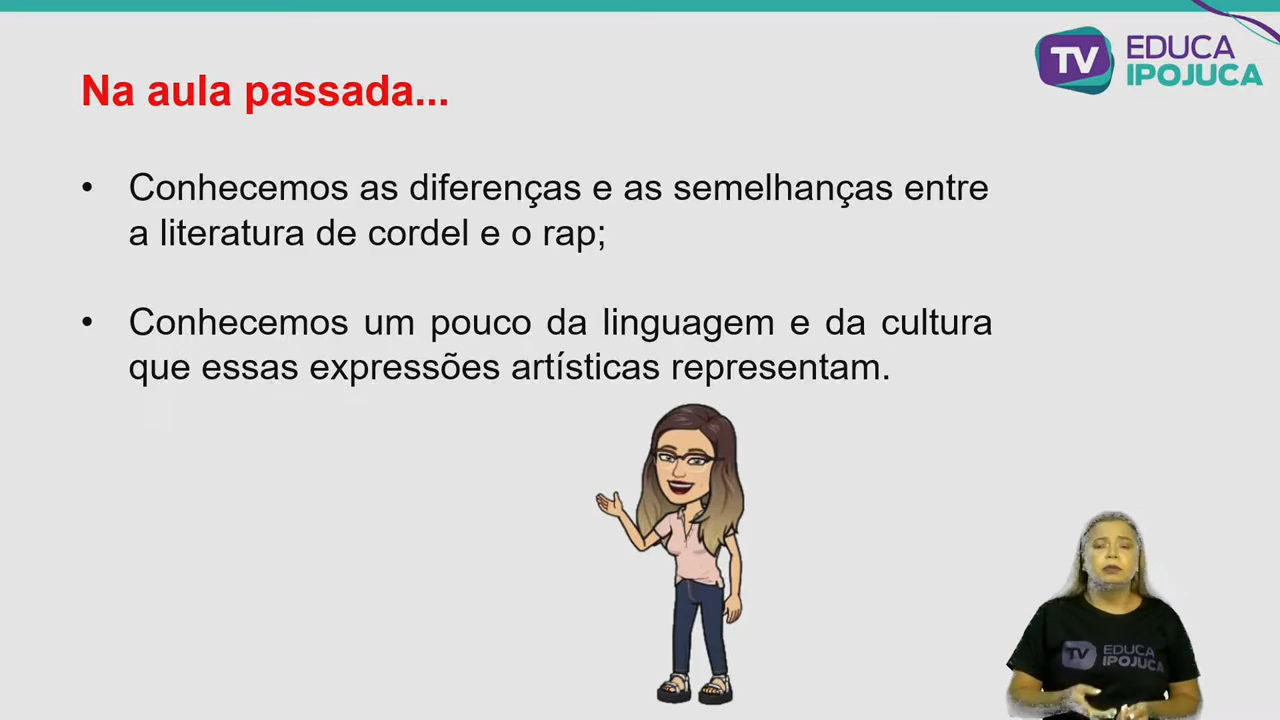 TV EDUCA
IPOJUCA
Na aula passada...
• Conhecemos as diferenças e as semelhanças entre
a literatura de cordel e o rap;
• Conhecemos um pouco da linguagem e da cultura
que essas expressões artísticas representam.
TV EDUCA
IPOJUCA